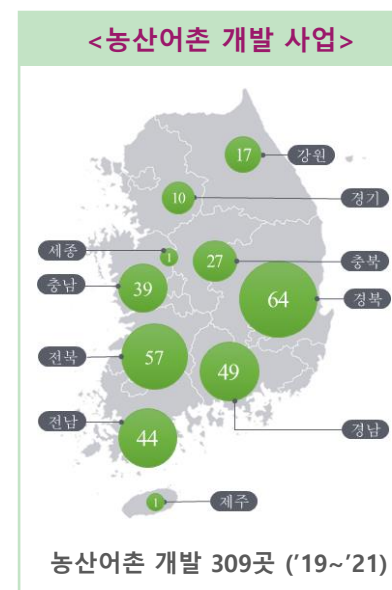 <농산어촌 개발 사업>
17 강원
10 경기
세종 1
27 충북
충남 39
64 경북
전북 57
49
전남 44
경남
1 제주
농산어촌 개발 309곳 ('19~'21)